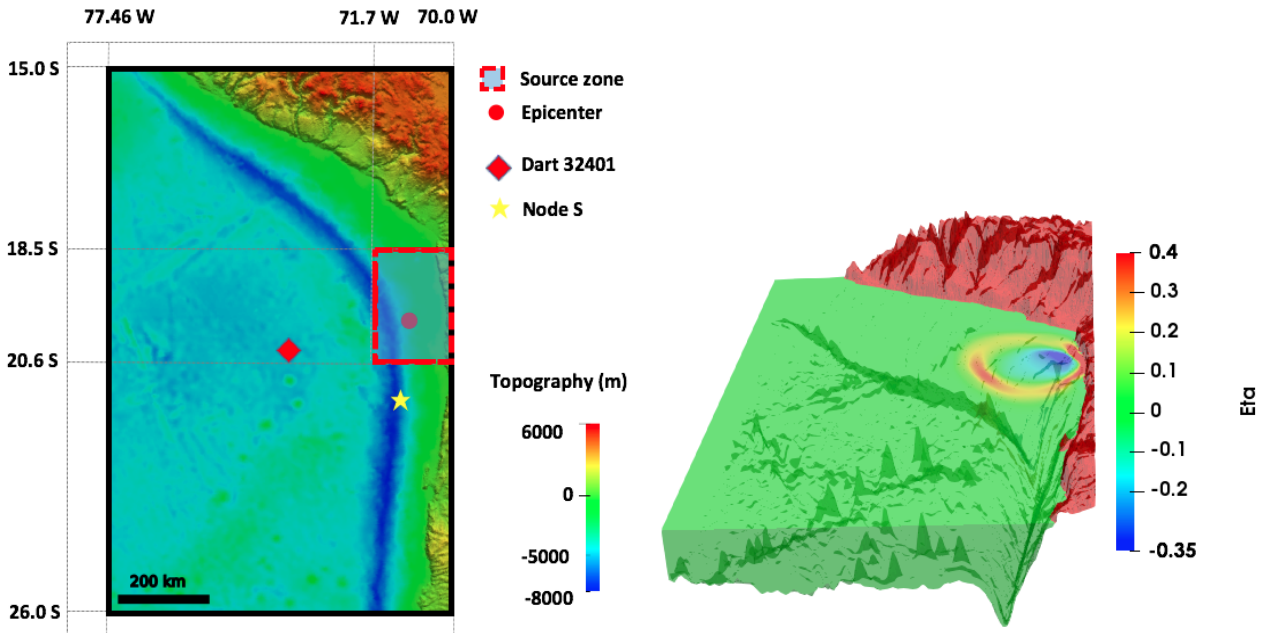 77.46 W 71.7 W 70.0 W
15.0 S
18.5 S
20.6 S
26.0 S
200 km
Source zone
Epicenter
Dart 32401
Node S
Topography (m)
6000
0
-5000
-8000
0.4
0.3
0.2
0.1
0
-0.1
-0.2
-0.35
Eta